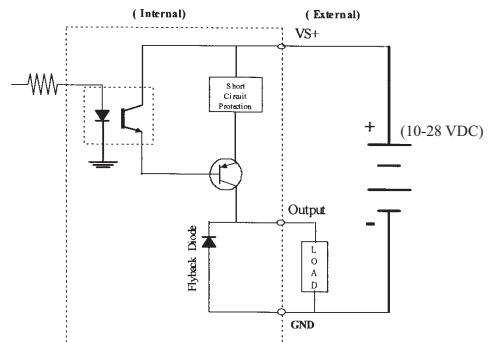 ( Internal)
( External)
VS+
Short
Circuit
Protection
+
(10-28 VDC)
Output
-
Flyback Diode
L
O
A
D
GND